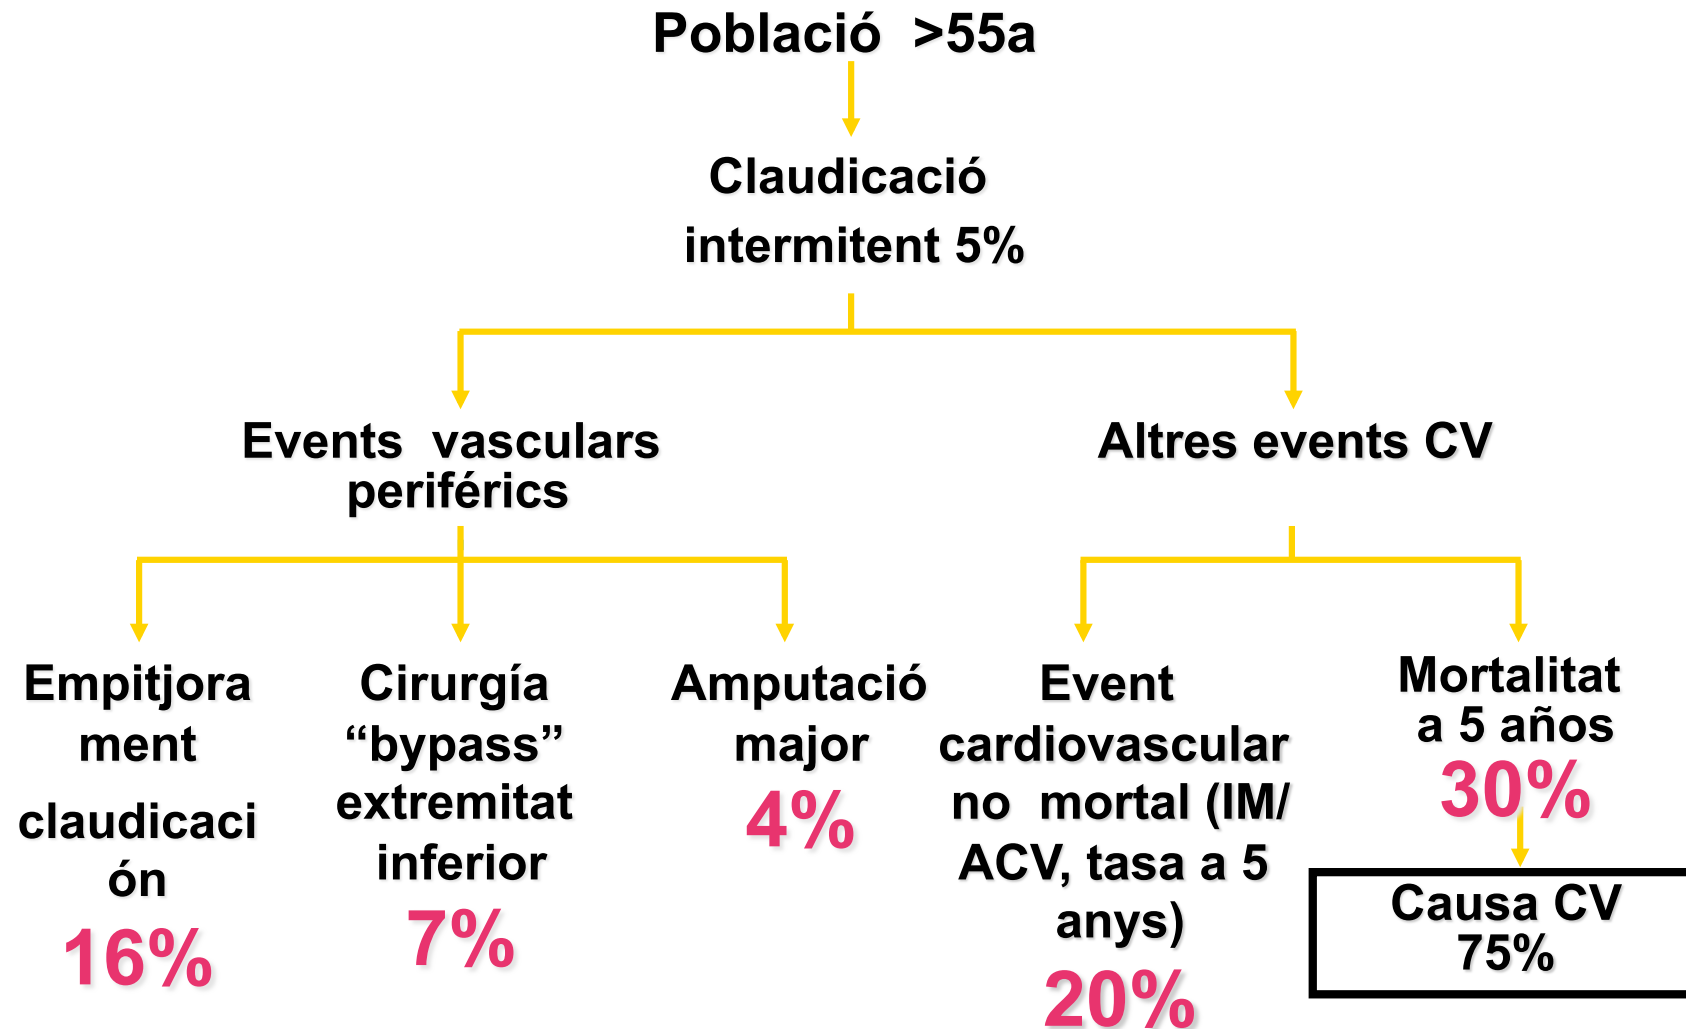 Població >55a
Claudicació
intermitent 5%
Events vasculars
periférics
Altres events CV
Empitjora
ment
claudicaci
ón
16%
Cirurgía
“bypass”
extremitat
inferior
7%
Amputació
major
4%
Event
cardiovascular
no mortal (IM/
ACV, tasa a 5
anys)
20%
Mortalitat
a 5 años
30%
Causa CV
75%